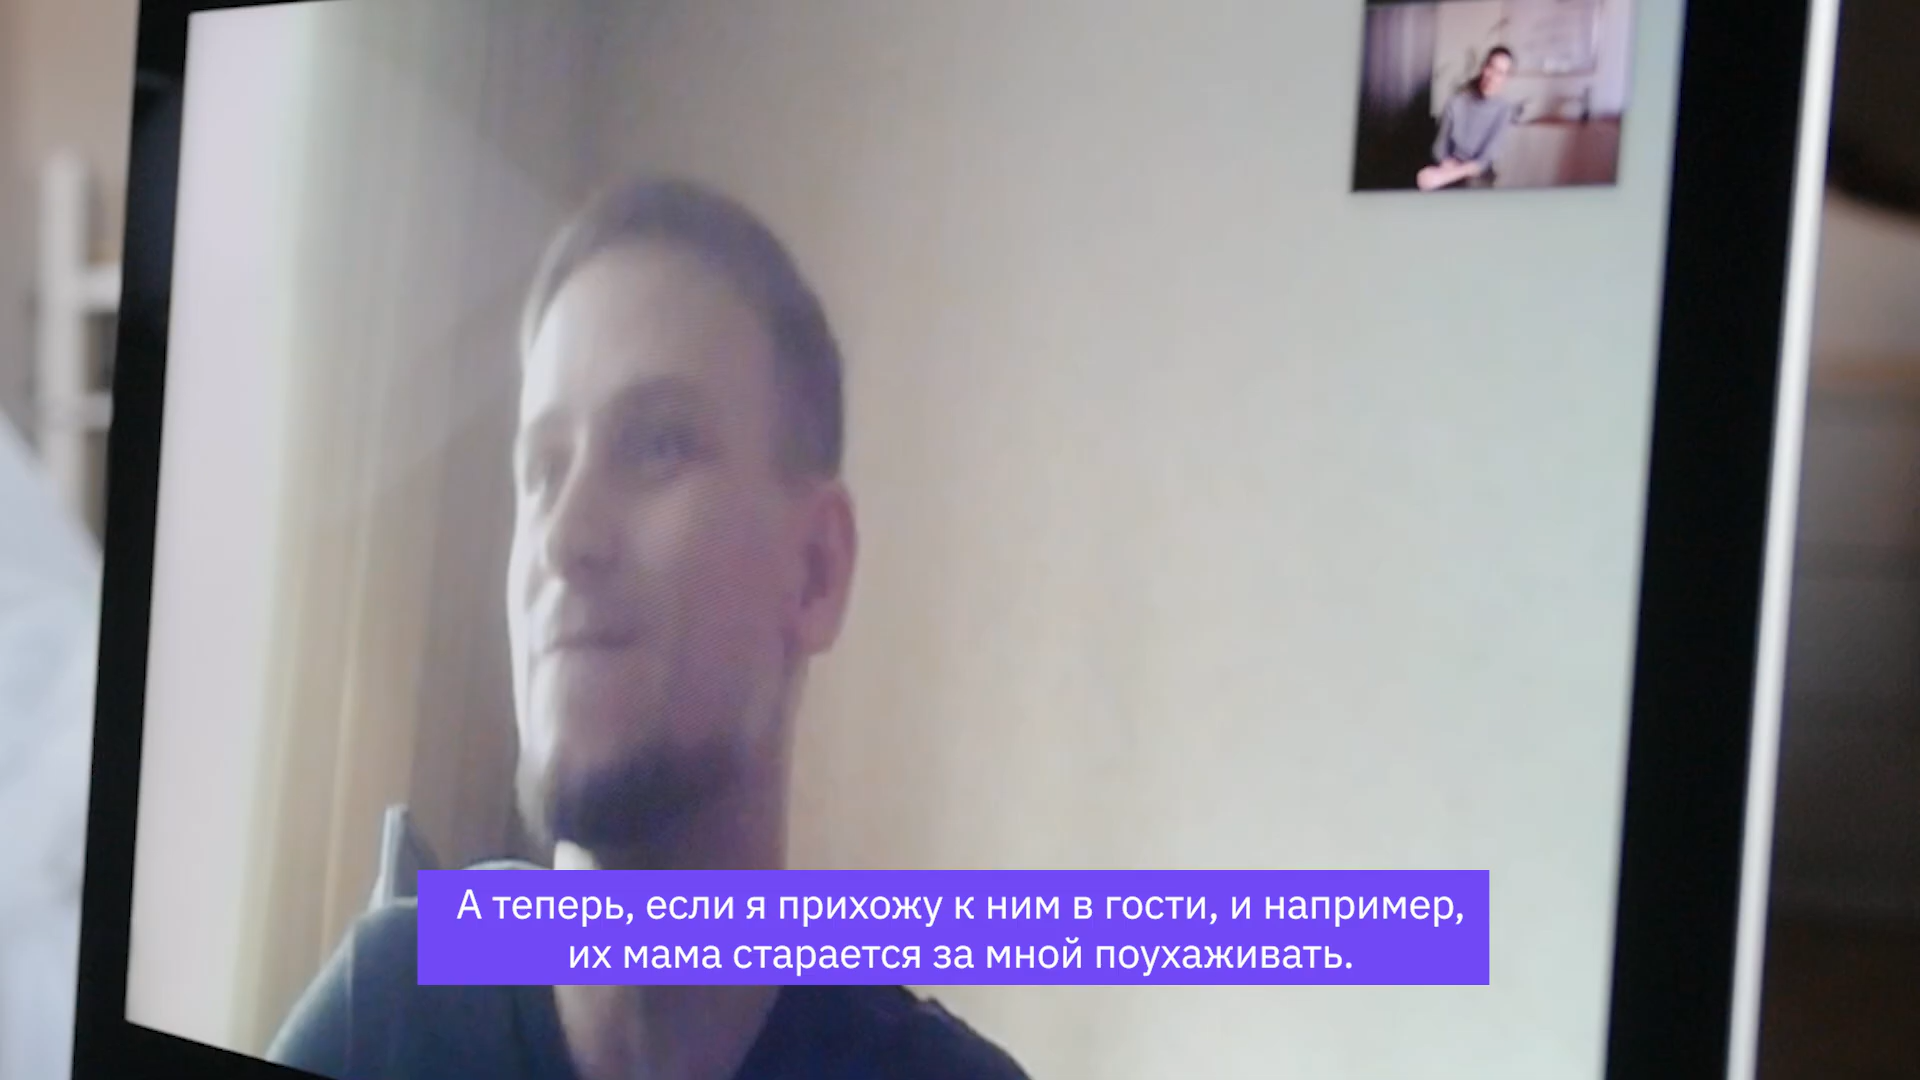 А теперь, если я прихожу к ним в гости, и например,
их мама старается за мной поухаживать.